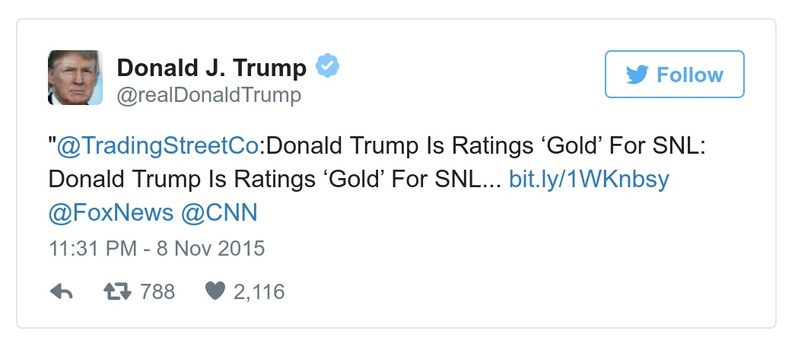 Donald J. Trump
@realDonaldTrump
Follow
"@TradingStreetCo:Donald Trump Is Ratings ‘Gold’ For SNL:
Donald Trump Is Ratings ‘Gold’ For SNL... bit.ly/1WKnbsy
@FoxNews @CNN
11:31 PM - 8 Nov 2015
788 2,116